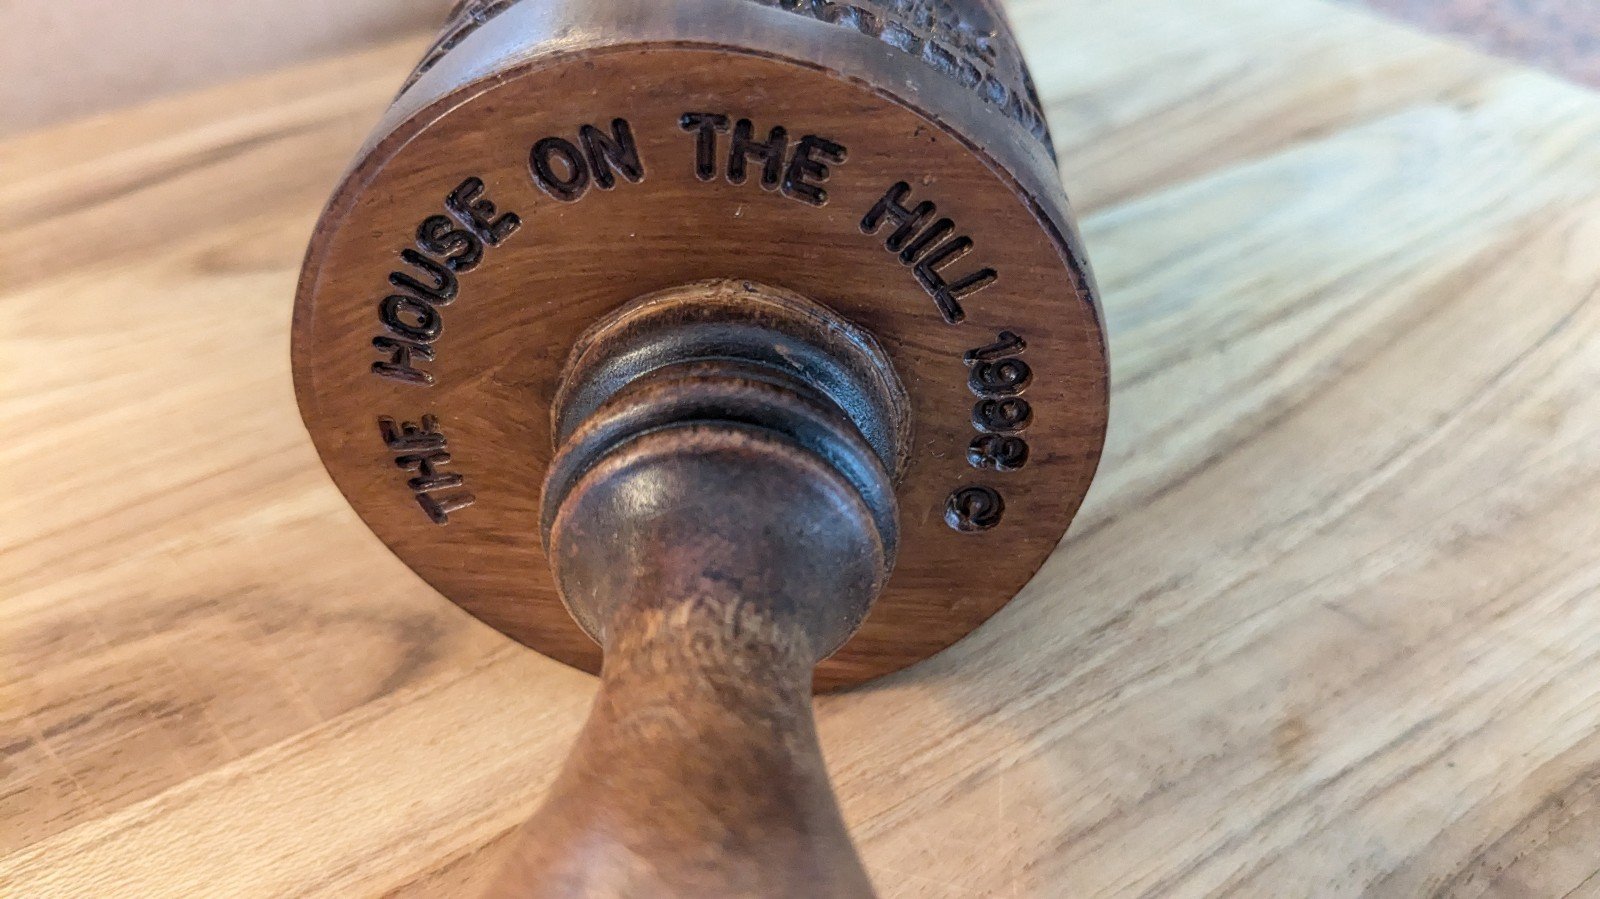 THE HOUSE ON THE HILL 1998 ©